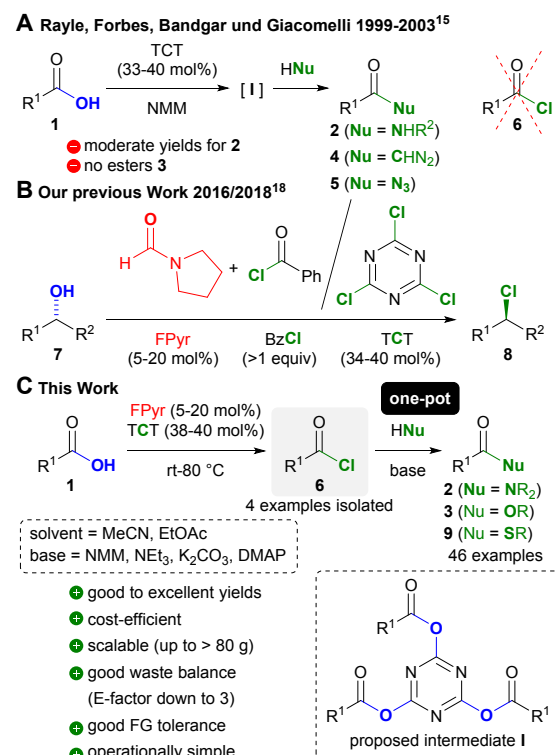 A Rayle, Forbes, Bandgar und Giacomelli 1999-2003¹⁵
O
R¹ OH
1
TCT
(33-40 mol%)
NMM
[ I ]
HNu
O
R¹ Nu
2 (Nu = NHR²)
4 (Nu = CHN₂)
5 (Nu = N₃)
O
R¹ Cl
6
moderate yields for 2
no esters 3
B Our previous Work 2016/2018¹⁸
O
H N
+
O
Cl Ph
Cl
N N
Cl N Cl
OH
R¹ R²
7
FPyr
(5-20 mol%)
BzCl
(>1 equiv)
TCT
(34-40 mol%)
Cl
R¹ R²
8
C This Work
O
R¹ OH
1
FPyr (5-20 mol%)
TCT (38-40 mol%)
rt-80 °C
O
R¹ Cl
6
4 examples isolated
one-pot
HNu
base
O
R¹ Nu
2 (Nu = NR₂)
3 (Nu = OR)
9 (Nu = SR)
46 examples
solvent = MeCN, EtOAc
base = NMM, NEt₃, K₂CO₃, DMAP
good to excellent yields
cost-efficient
scalable (up to > 80 g)
good waste balance
(E-factor down to 3)
good FG tolerance
operationally simple
O
R¹ O
N N
O N O
R¹ O
O R¹
proposed intermediate I